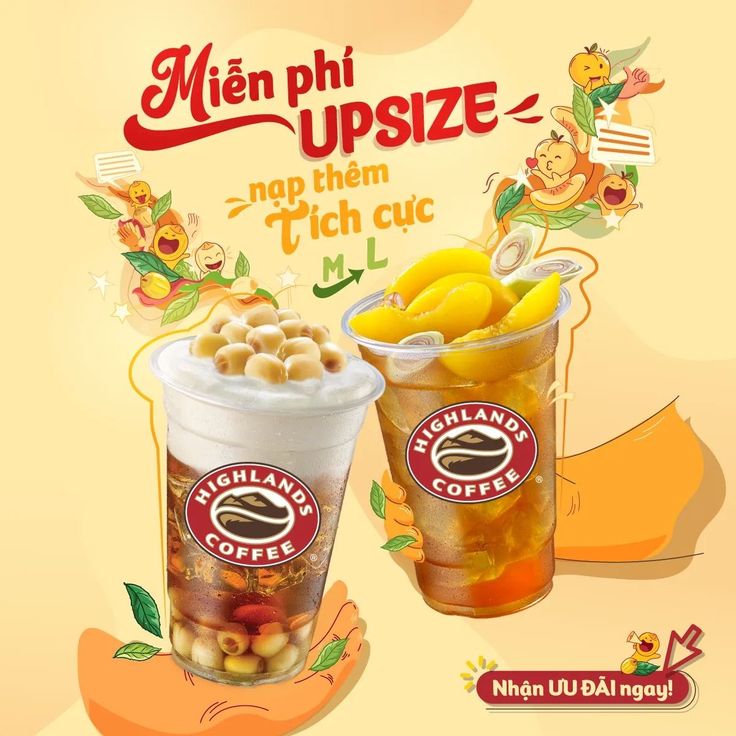 Miễn phí
UPSIZE
nạp thêm
Tích cực
M L
HIGHLANDS
COFFEE
®
HIGHLANDS
COFFEE
®
Nhận ƯU ĐÃI ngay!